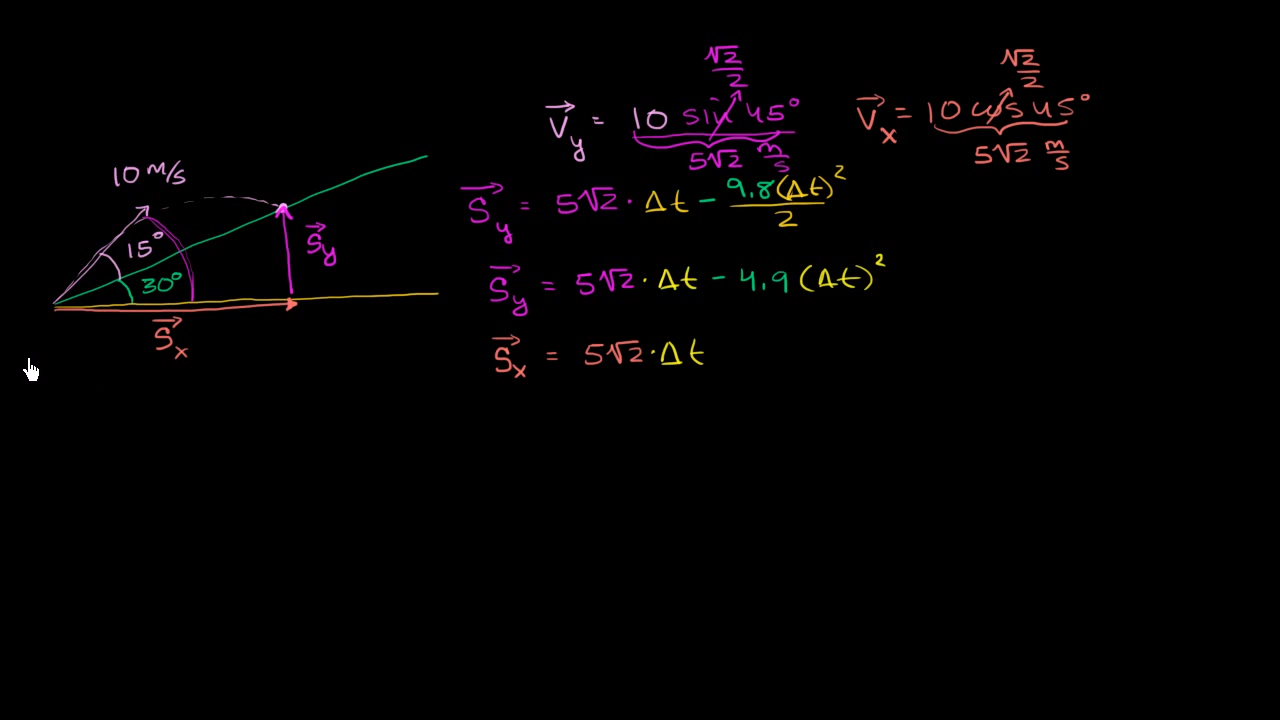 √2/2
√2/2
V⃗y = 10 sin 45°
V⃗x = 10 cos 45°
5√2 m/s
5√2 m/s
10 m/s
S⃗y = 5√2 · Δt − 9.8(Δt)²/2
15°
S⃗y
30°
S⃗y = 5√2 · Δt − 4.9 (Δt)²
S⃗x
S⃗x = 5√2 · Δt